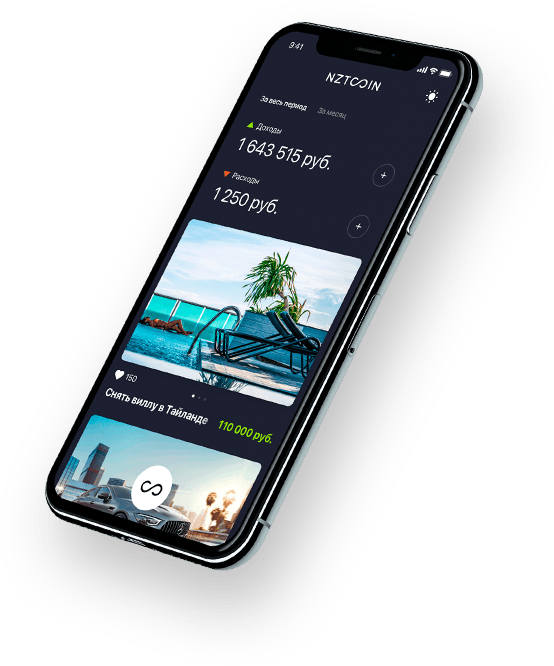 9:41
NZTCOIN
За весь период
За месяц
Доходы
1 643 515 руб.
+
Расходы
1 250 руб.
+
150
Снять виллу в Тайланде
110 000 руб.